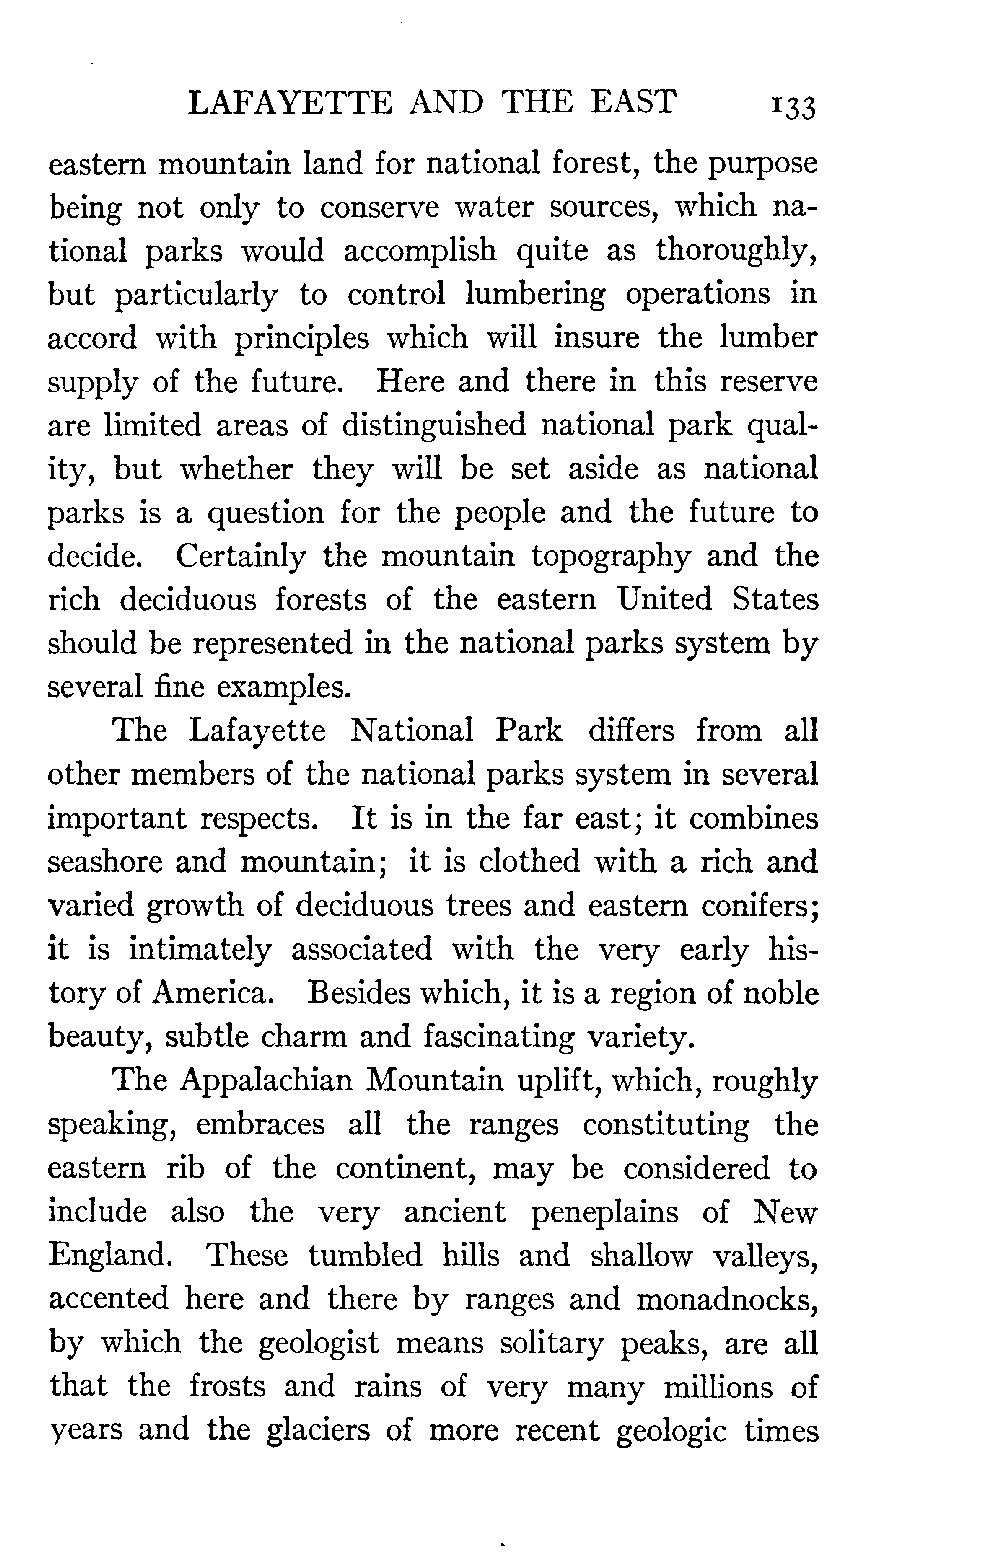 LAFAYETTE AND THE EAST 133
eastern mountain land for national forest, the purpose
being not only to conserve water sources, which na-
tional parks would accomplish quite as thoroughly,
but particularly to control lumbering operations in
accord with principles which will insure the lumber
supply of the future. Here and there in this reserve
are limited areas of distinguished national park qual-
ity, but whether they will be set aside as national
parks is a question for the people and the future to
decide. Certainly the mountain topography and the
rich deciduous forests of the eastern United States
should be represented in the national parks system by
several fine examples.
The Lafayette National Park differs from all
other members of the national parks system in several
important respects. It is in the far east; it combines
seashore and mountain; it is clothed with a rich and
varied growth of deciduous trees and eastern conifers;
it is intimately associated with the very early his-
tory of America. Besides which, it is a region of noble
beauty, subtle charm and fascinating variety.
The Appalachian Mountain uplift, which, roughly
speaking, embraces all the ranges constituting the
eastern rib of the continent, may be considered to
include also the very ancient peneplains of New
England. These tumbled hills and shallow valleys,
accented here and there by ranges and monadnocks,
by which the geologist means solitary peaks, are all
that the frosts and rains of very many millions of
years and the glaciers of more recent geologic times